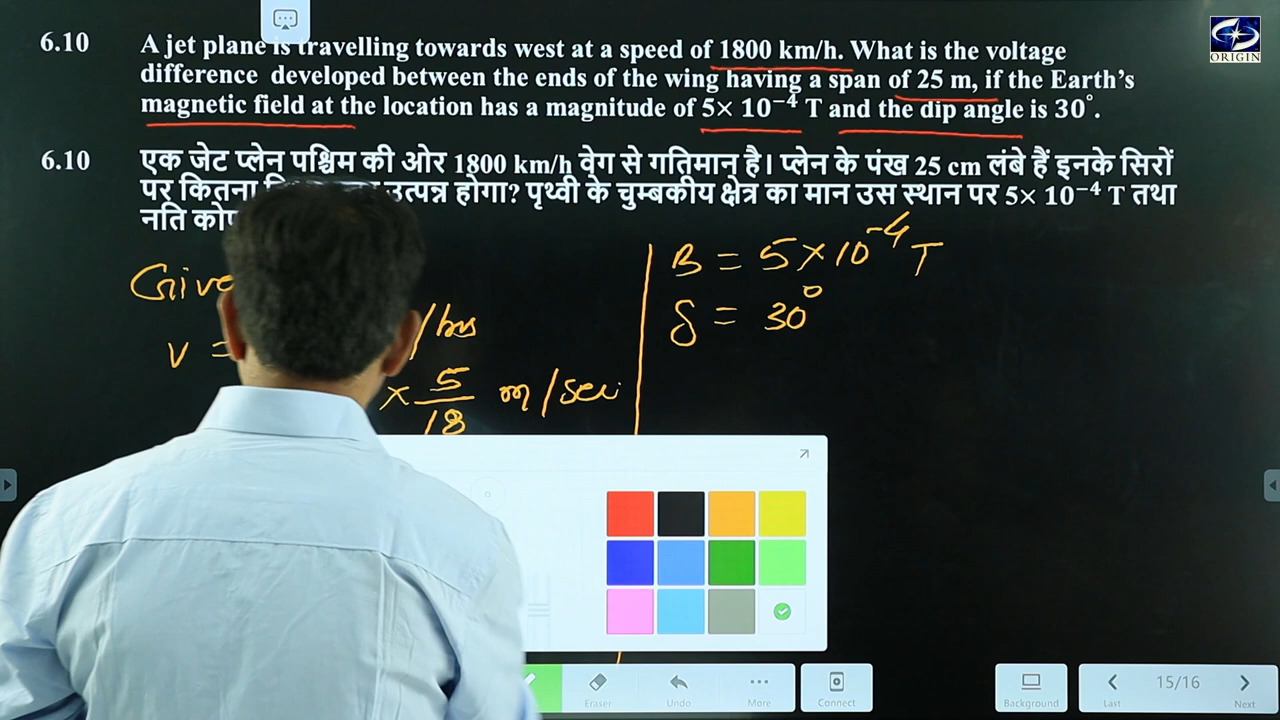 ORIGIN
6.10 A jet plane is travelling towards west at a speed of 1800 km/h. What is the voltage
difference developed between the ends of the wing having a span of 25 m, if the Earth's
magnetic field at the location has a magnitude of 5× 10⁻⁴ T and the dip angle is 30°.
6.10 एक जेट प्लेन पश्चिम की ओर 1800 km/h वेग से गतिमान है। प्लेन के पंख 25 cm लंबे हैं इनके सिरों
पर कितना उत्पन्न होगा? पृथ्वी के चुम्बकीय क्षेत्र का मान उस स्थान पर 5× 10⁻⁴ T तथा
नति
v =
× 5/18 m/sec
B = 5×10⁻⁴ T
δ = 30°
Eraser
Undo
More
Connect
Background
Last
15/16
Next